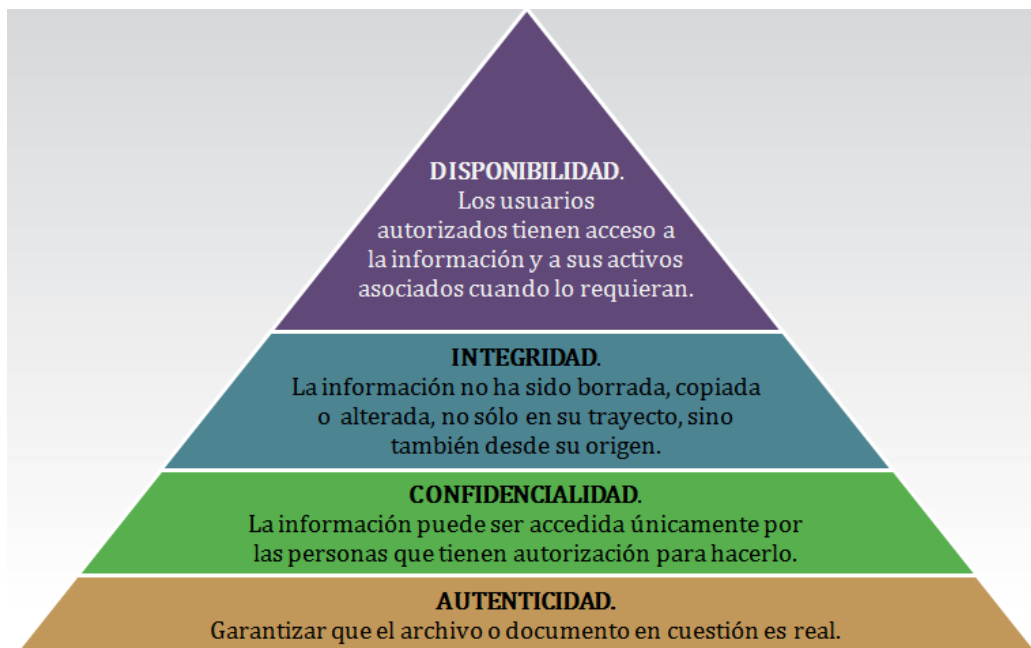 DISPONIBILIDAD.
Los usuarios
autorizados tienen acceso a
la información y a sus activos
asociados cuando lo requieran.
INTEGRIDAD.
La información no ha sido borrada, copiada
o alterada, no sólo en su trayecto, sino
también desde su origen.
CONFIDENCIALIDAD.
La información puede ser accedida únicamente por
las personas que tienen autorización para hacerlo.
AUTENTICIDAD.
Garantizar que el archivo o documento en cuestión es real.